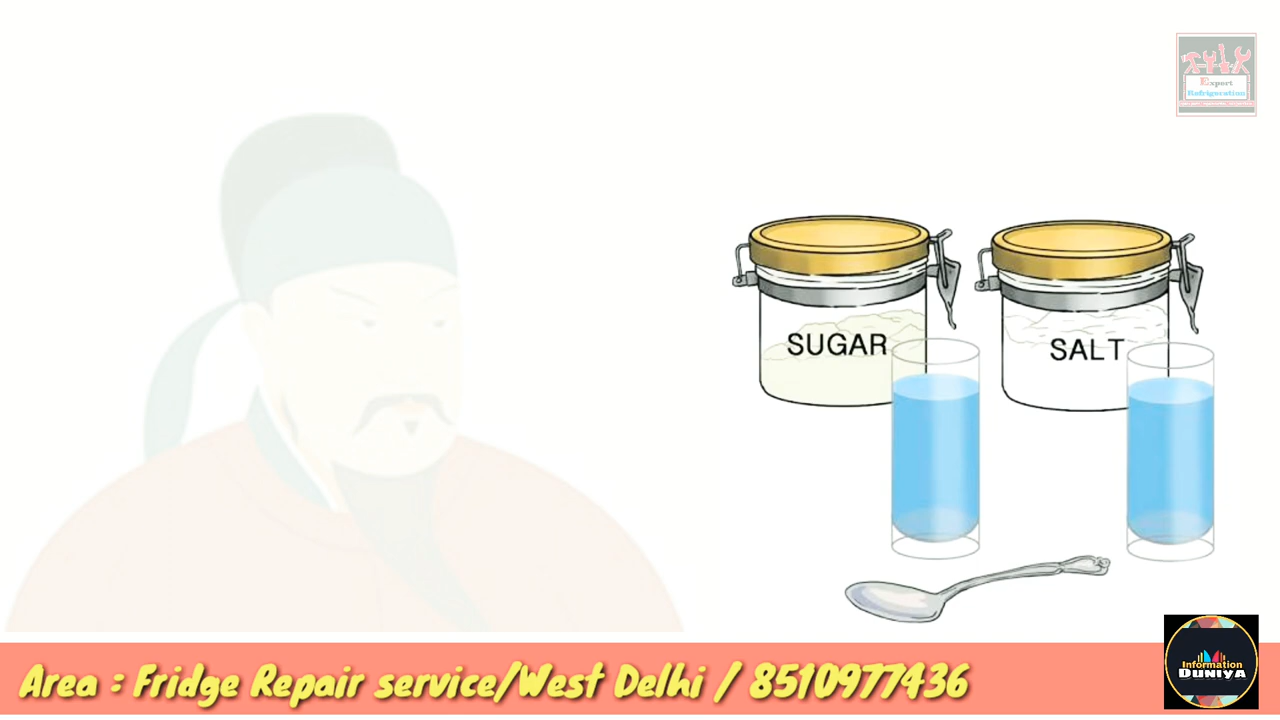 Expert
Refrigeration
SUGAR
SALT
Area : Fridge Repair service/West Delhi / 8510977436
Information
DUNIYA